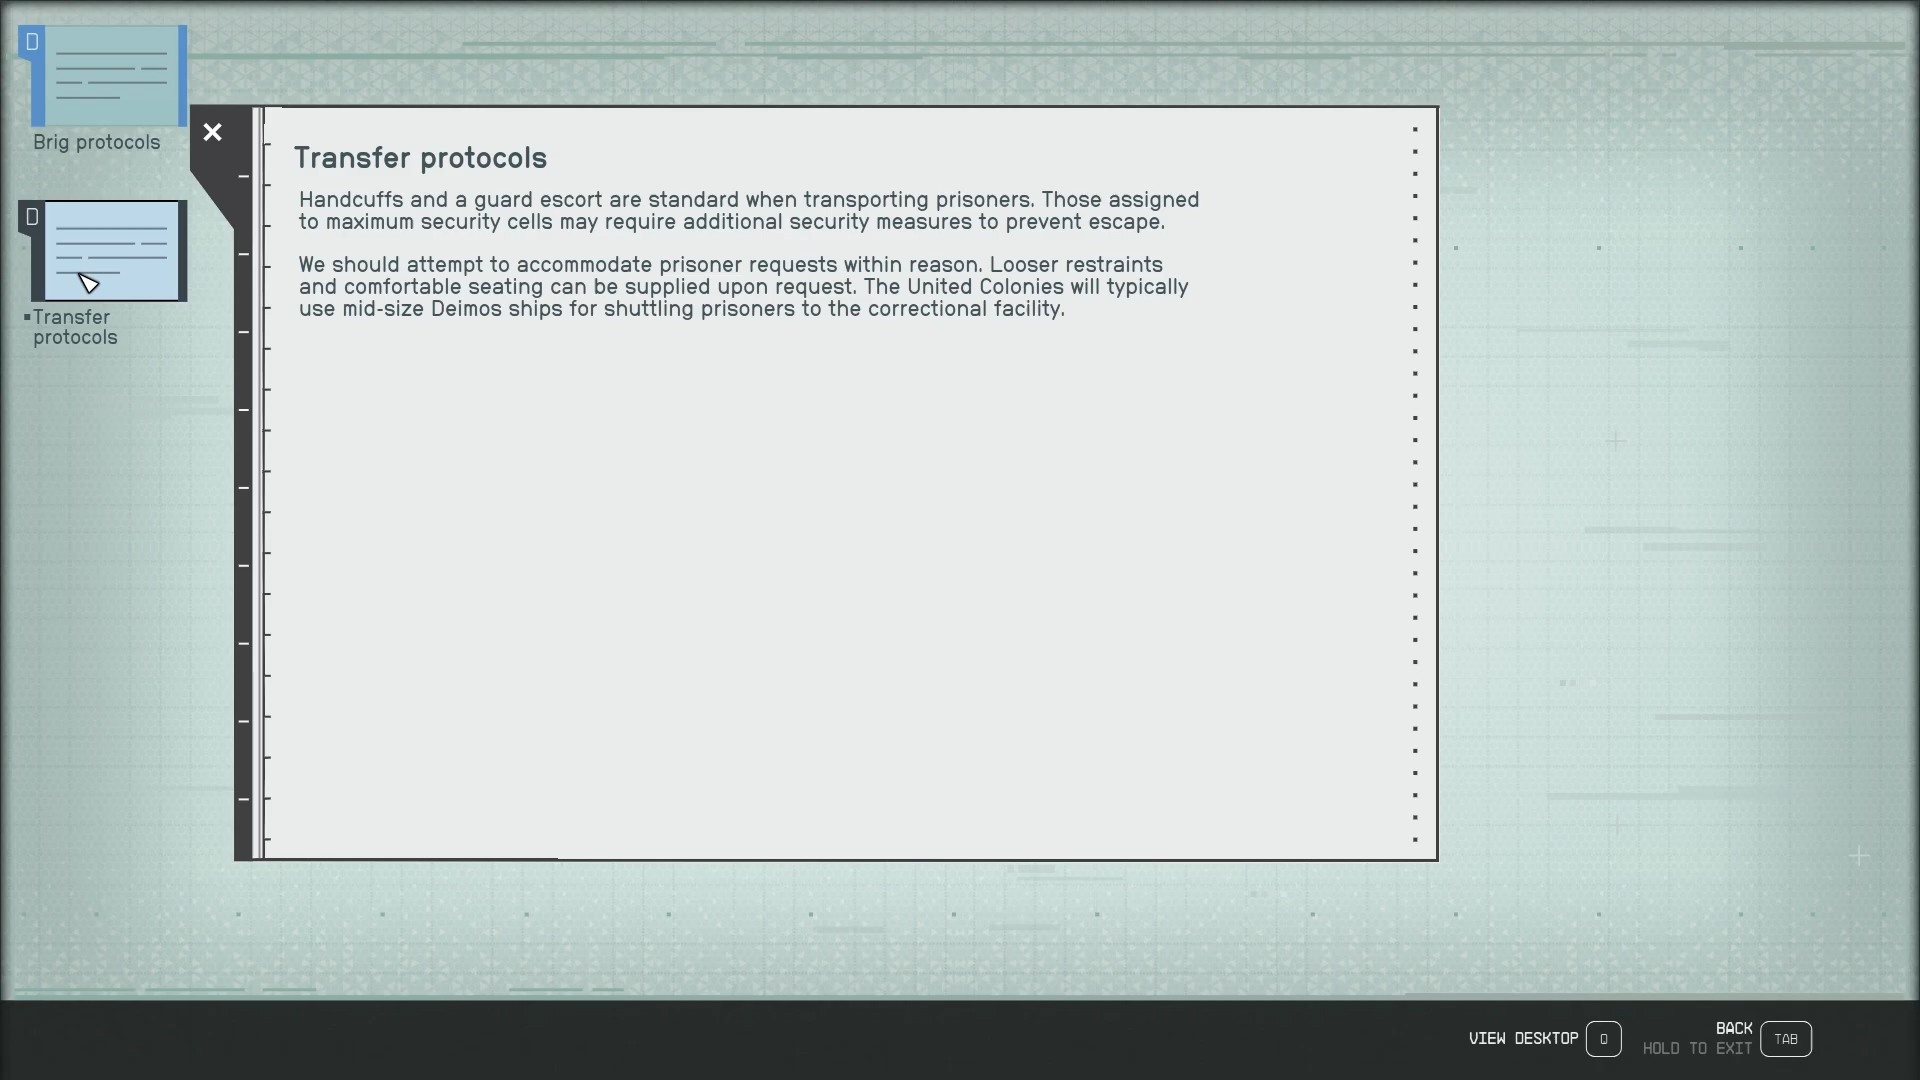 D
Brig protocols
D
Transfer
protocols
Transfer protocols
Handcuffs and a guard escort are standard when transporting prisoners. Those assigned
to maximum security cells may require additional security measures to prevent escape.
We should attempt to accommodate prisoner requests within reason. Looser restraints
and comfortable seating can be supplied upon request. The United Colonies will typically
use mid-size Deimos ships for shuttling prisoners to the correctional facility.
VIEW DESKTOP Q
BACK
HOLD TO EXIT TAB